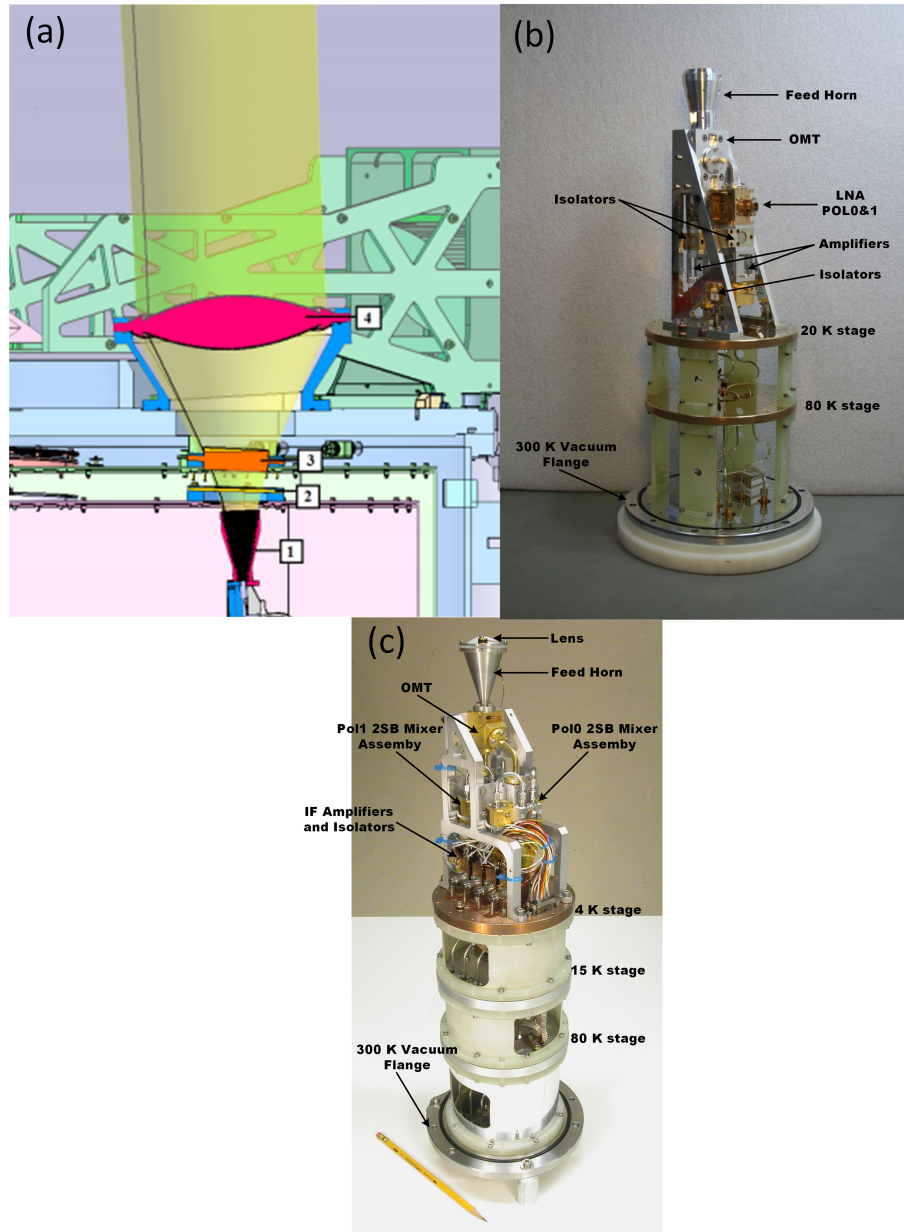 (a)
4
3
2
1
(b)
Feed Horn
OMT
LNA
POL0&1
Isolators
Amplifiers
Isolators
20 K stage
80 K stage
300 K Vacuum
Flange
(c)
Lens
Feed Horn
OMT
Pol1 2SB Mixer
Assemby
Pol0 2SB Mixer
Assemby
IF Amplifiers
and Isolators
4 K stage
15 K stage
80 K stage
300 K Vacuum
Flange